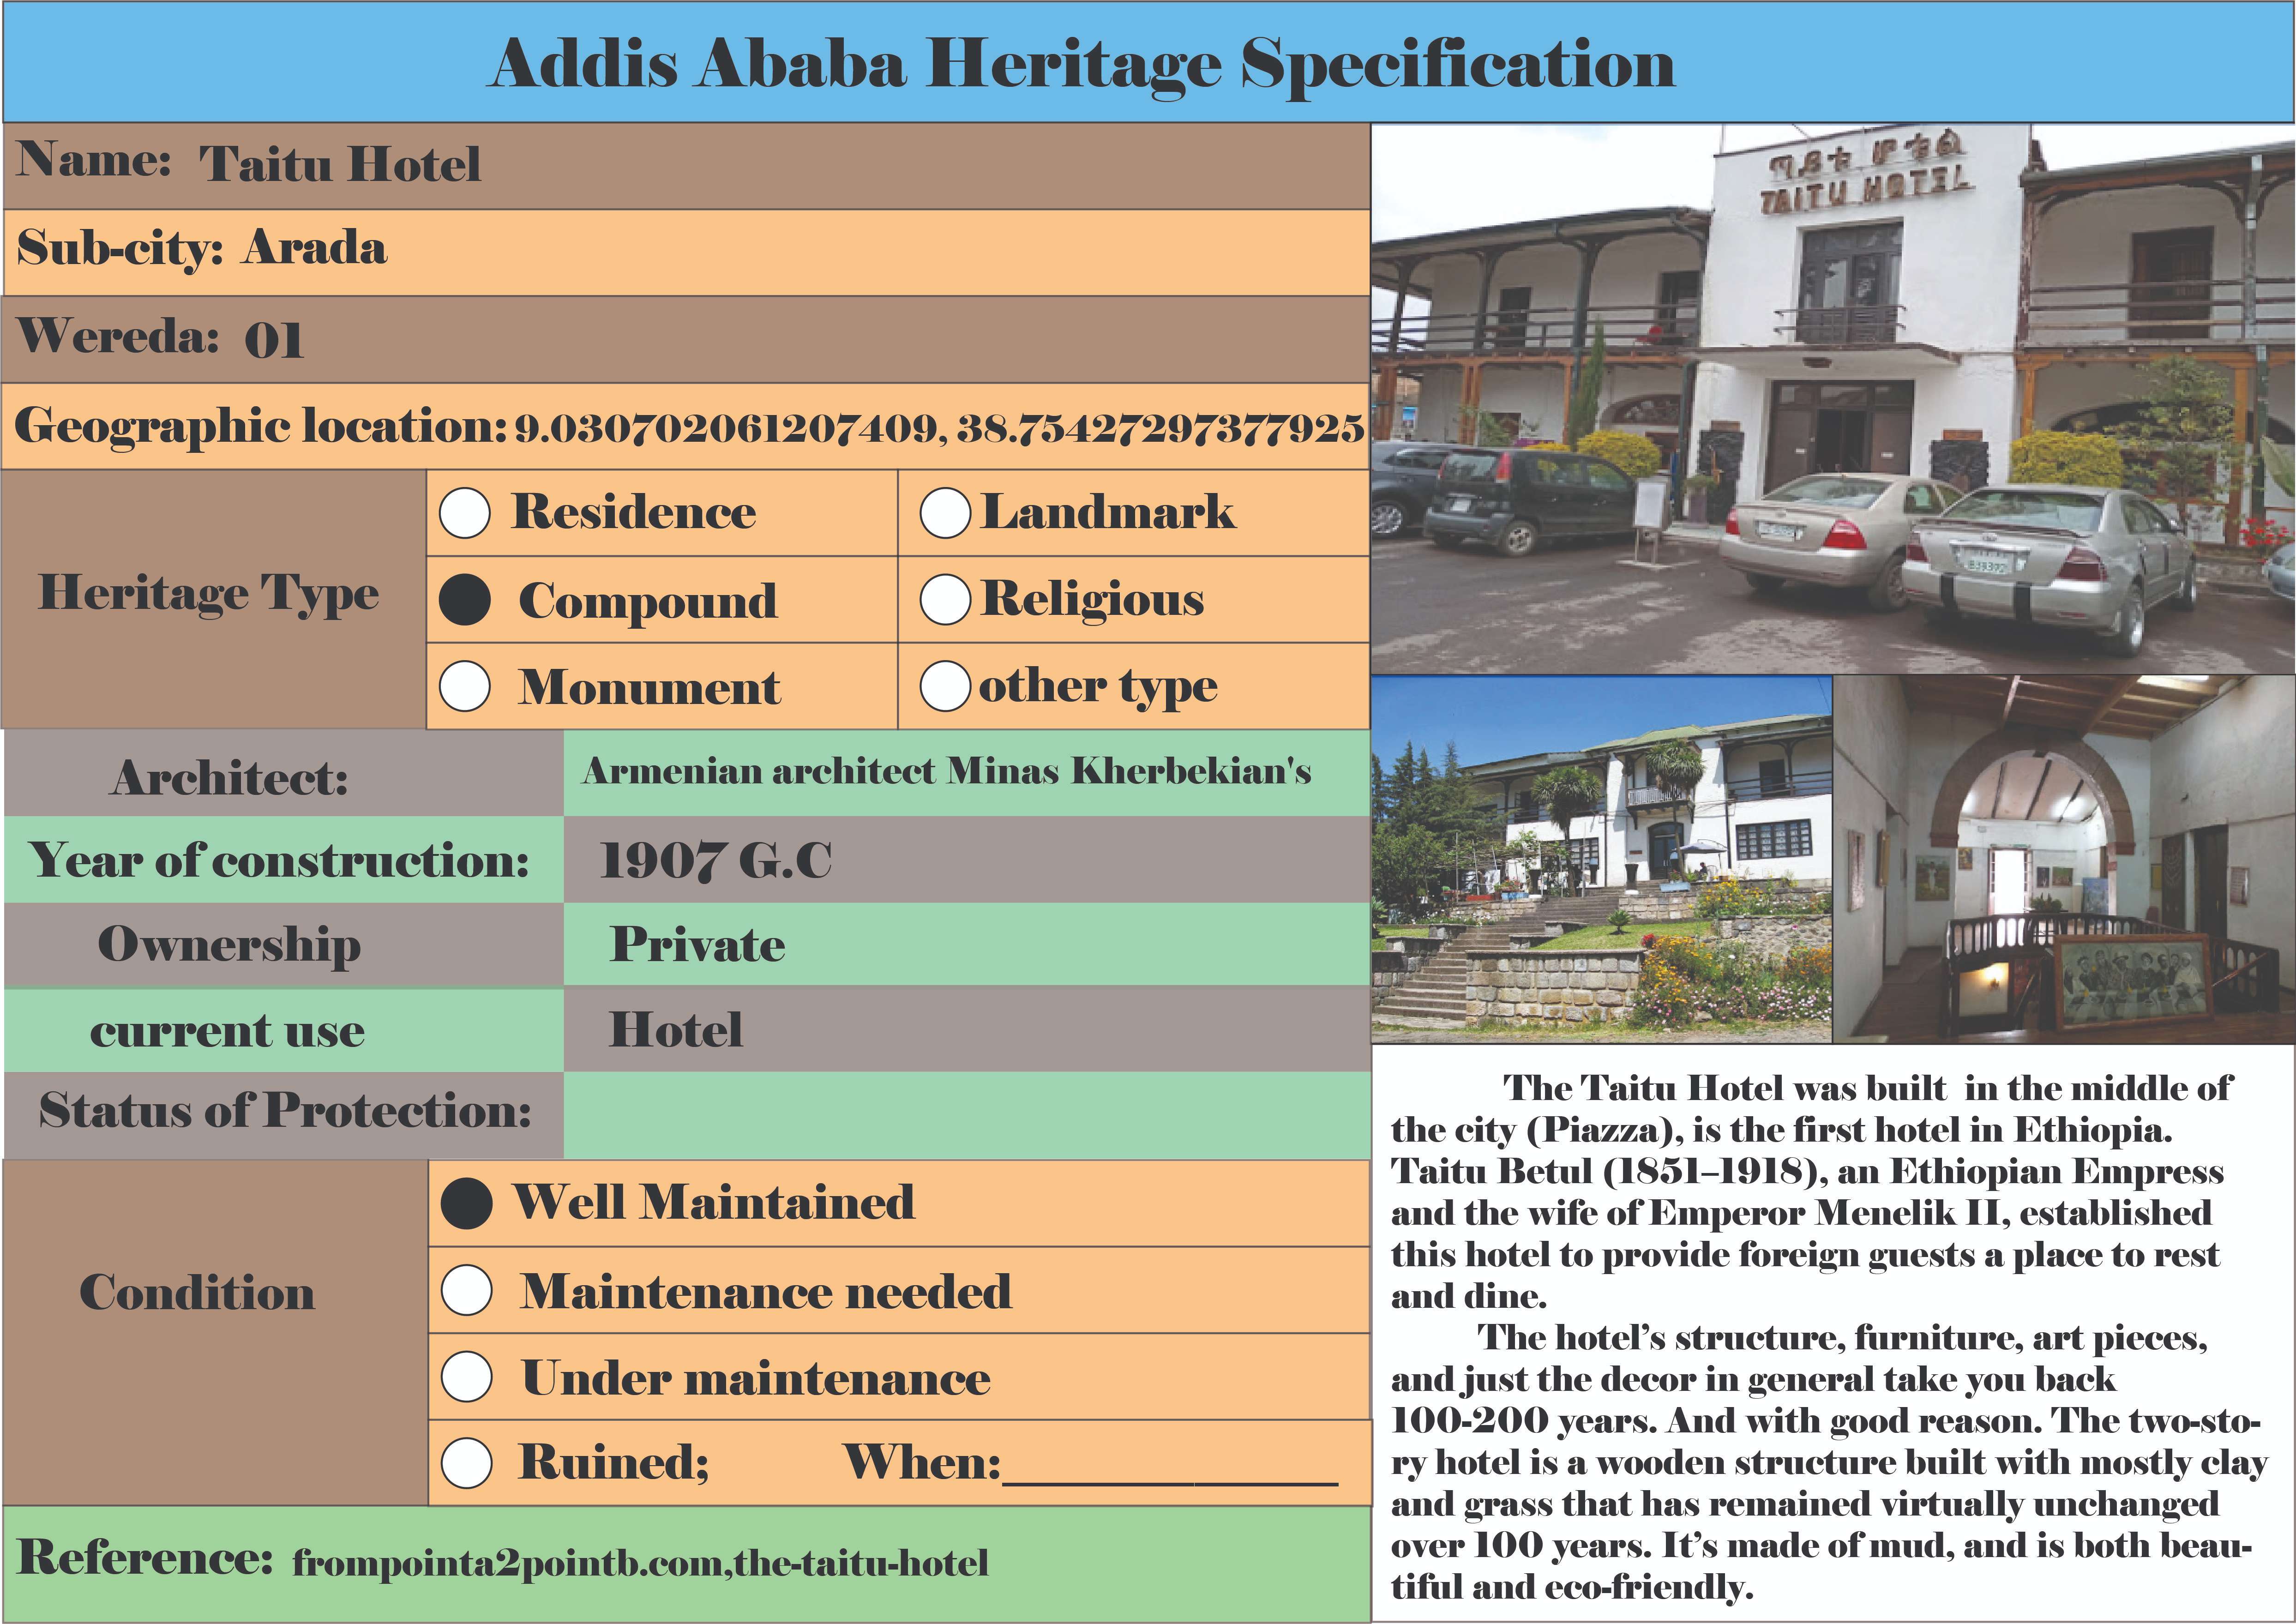 Addis Ababa Heritage Specification
Name: Taitu Hotel
Sub-city: Arada
Wereda: 01
Geographic location: 9.030702061207409, 38.75427297377925
Heritage Type
Residence
Landmark
Compound
Religious
Monument
other type
Architect: Armenian architect Minas Kherbekian's
Year of construction: 1907 G.C
Ownership Private
current use Hotel
Status of Protection:
Condition
Well Maintained
Maintenance needed
Under maintenance
Ruined; When:
Reference: frompointa2pointb.com,the-taitu-hotel
ጣይቱ ሆቴል
TAITU HOTEL
The Taitu Hotel was built in the middle of
the city (Piazza), is the first hotel in Ethiopia.
Taitu Betul (1851–1918), an Ethiopian Empress
and the wife of Emperor Menelik II, established
this hotel to provide foreign guests a place to rest
and dine.
The hotel’s structure, furniture, art pieces,
and just the decor in general take you back
100-200 years. And with good reason. The two-sto-
ry hotel is a wooden structure built with mostly clay
and grass that has remained virtually unchanged
over 100 years. It’s made of mud, and is both beau-
tiful and eco-friendly.